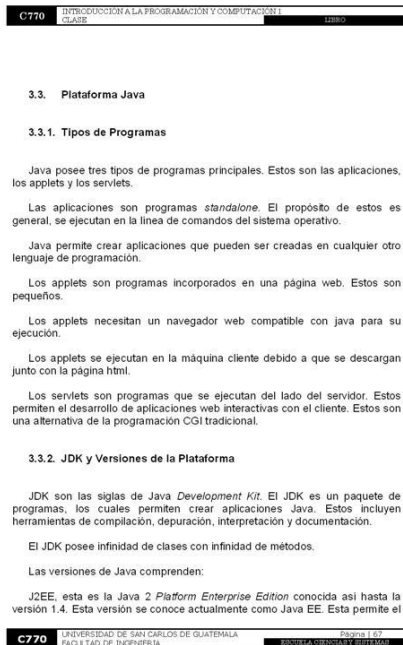 C770
INTRODUCCIÓN A LA PROGRAMACIÓN Y COMPUTACIÓN 1
CLASE
LIBRO
3.3. Plataforma Java
3.3.1. Tipos de Programas
Java posee tres tipos de programas principales. Estos son las aplicaciones,
los applets y los servlets.
Las aplicaciones son programas standalone. El propósito de estos es
general, se ejecutan en la línea de comandos del sistema operativo.
Java permite crear aplicaciones que pueden ser creadas en cualquier otro
lenguaje de programación.
Los applets son programas incorporados en una página web. Estos son
pequeños.
Los applets necesitan un navegador web compatible con java para su
ejecución.
Los applets se ejecutan en la máquina cliente debido a que se descargan
junto con la página html.
Los servlets son programas que se ejecutan del lado del servidor. Estos
permiten el desarrollo de aplicaciones web interactivas con el cliente. Estos son
una alternativa de la programación CGI tradicional.
3.3.2. JDK y Versiones de la Plataforma
JDK son las siglas de Java Development Kit. El JDK es un paquete de
programas, los cuales permiten crear aplicaciones Java. Estos incluyen
herramientas de compilación, depuración, interpretación y documentación.
El JDK posee infinidad de clases con infinidad de métodos.
Las versiones de Java comprenden:
J2EE, esta es la Java 2 Platform Enterprise Edition conocida asi hasta la
versión 1.4. Esta versión se conoce actualmente como Java EE. Esta permite el
C770
UNIVERSIDAD DE SAN CARLOS DE GUATEMALA
FACULTAD DE INGENIERÍA
Página | 67
ESCUELA CIENCIAS Y SISTEMAS